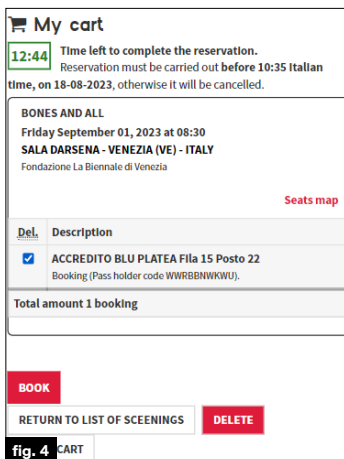 My cart
12:44
Time left to complete the reservation.
Reservation must be carried out before 10:35 Italian
time, on 18-08-2023, otherwise it will be cancelled.
BONES AND ALL
Friday September 01, 2023 at 08:30
SALA DARSENA - VENEZIA (VE) - ITALY
Fondazione La Biennale di Venezia
Seats map
Del. Description
ACCREDITO BLU PLATEA Fila 15 Posto 22
Booking (Pass holder code WWRBBNWKWU).
Total amount 1 booking
BOOK
RETURN TO LIST OF SCEENINGS DELETE
fig. 4 CART